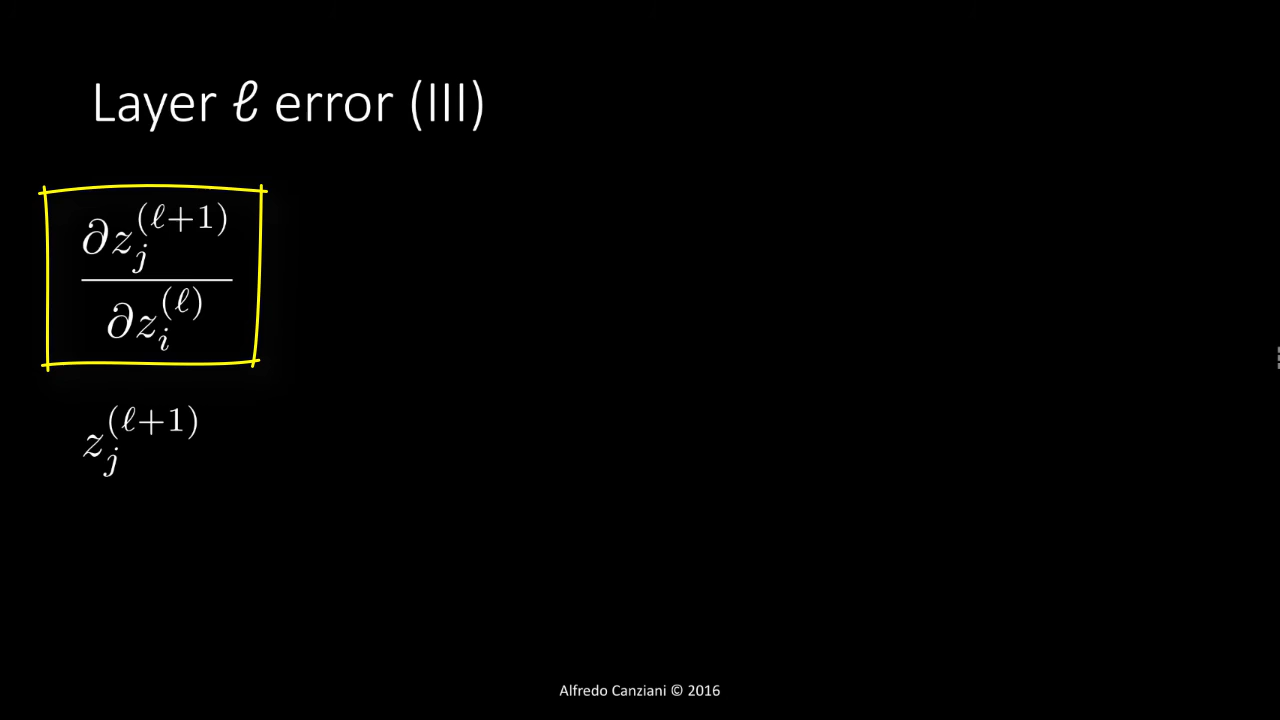 Layer ℓ error (III)
∂z_j^{(ℓ+1)}
∂z_i^{(ℓ)}
z_j^{(ℓ+1)}
Alfredo Canziani © 2016